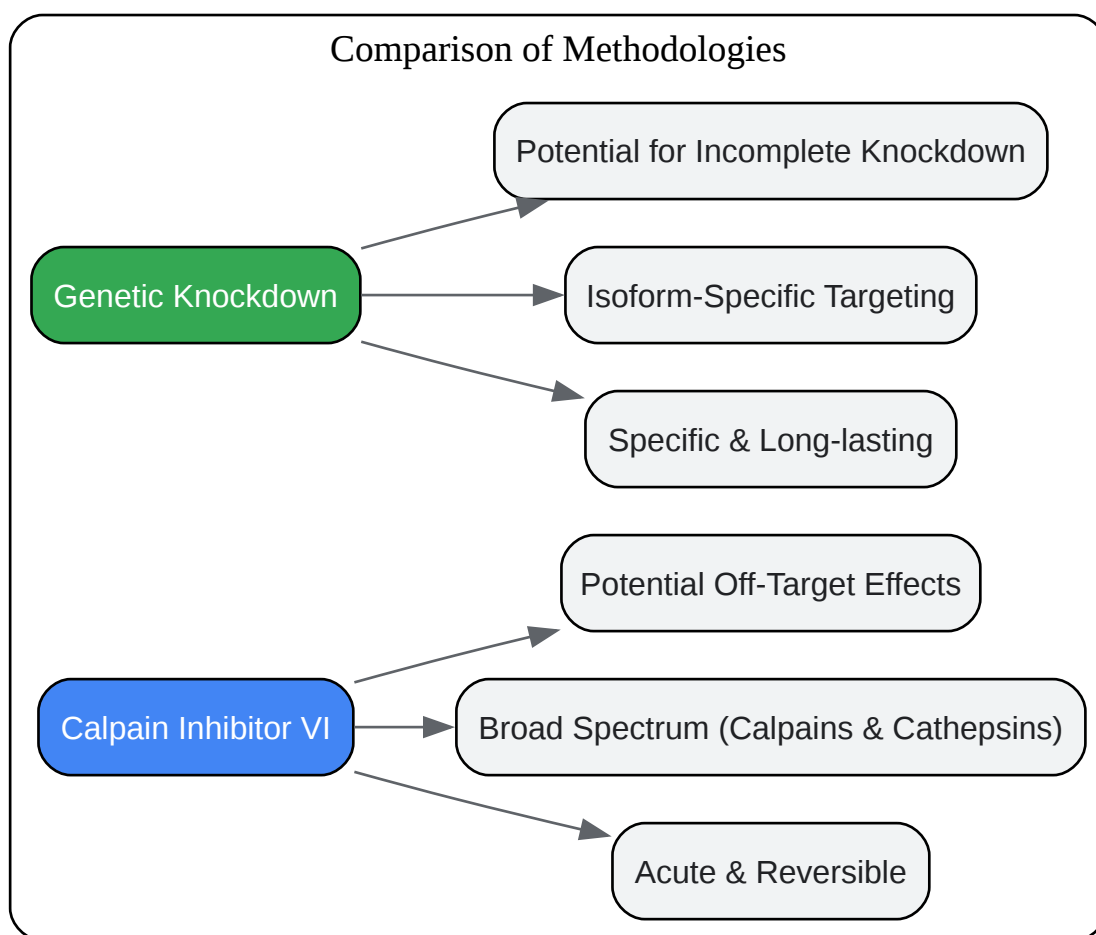 Comparison of Methodologies
Potential for Incomplete Knockdown
Genetic Knockdown
Isoform-Specific Targeting
Specific & Long-lasting
Potential Off-Target Effects
Calpain Inhibitor VI
Broad Spectrum (Calpains & Cathepsins)
Acute & Reversible